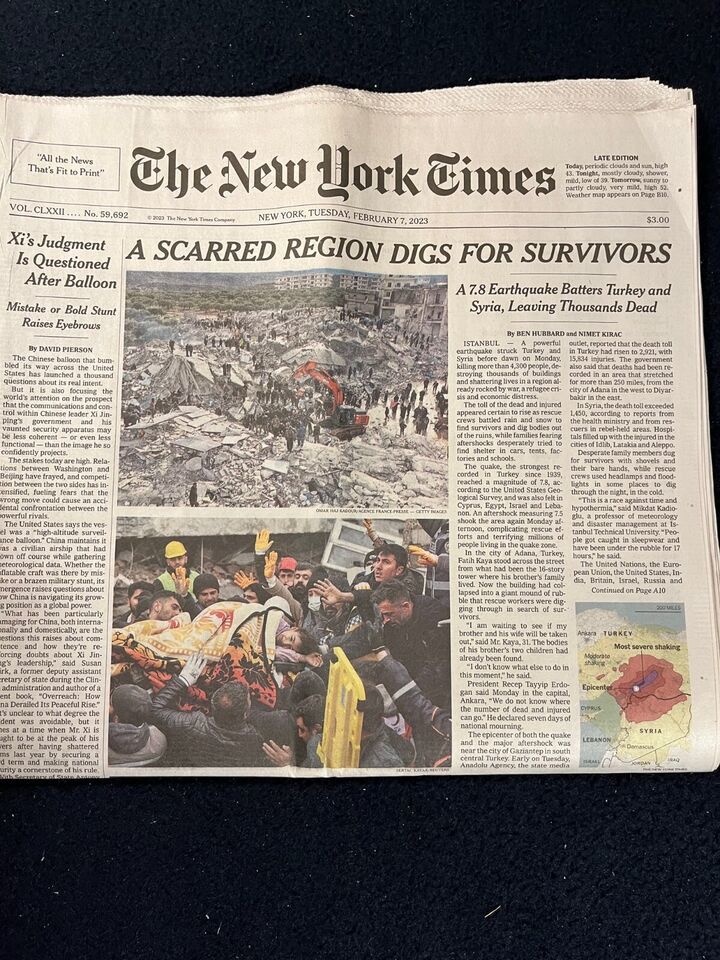 "All the News
That's Fit to Print"
The New York Times
LATE EDITION
Today, periodic clouds and sun, high
43. Tonight, mostly cloudy, shower,
mild, low of 39. Tomorrow, sunny to
partly cloudy, very mild, high 52.
Weather map appears on Page B10.
VOL. CLXXII .... No. 59,692
© 2023 The New York Times Company
NEW YORK, TUESDAY, FEBRUARY 7, 2023
$3.00
Xi's Judgment
Is Questioned
After Balloon
Mistake or Bold Stunt
Raises Eyebrows
By DAVID PIERSON
The Chinese balloon that bum-
bled its way across the United
States has launched a thousand
questions about its real intent.
But it is also focusing the
world's attention on the prospect
that the communications and con-
trol within Chinese leader Xi Jin-
ping's government and his
vaunted security apparatus may
be less coherent — or even less
functional — than the image he so
confidently projects.
The stakes today are high. Rela-
tions between Washington and
Beijing have frayed, and competi-
tion between the two sides has in-
tensified, fueling fears that the
wrong move could cause an acci-
dental confrontation between the
powerful rivals.
The United States says the ves-
sel was a "high-altitude surveil-
lance balloon." China maintains it
was a civilian airship that had
own off course while gathering
meteorological data. Whether the
flatable craft was there by mis-
ke or a brazen military stunt, its
mergence raises questions about
ow China is navigating its grow-
g position as a global power.
"What has been particularly
amaging for China, both interna-
onally and domestically, are the
uestions this raises about com-
tence and how they're re-
orcing doubts about Xi Jin-
ng's leadership," said Susan
irk, a former deputy assistant
cretary of state during the Clin-
administration and author of a
ent book, "Overreach: How
na Derailed Its Peaceful Rise."
t's unclear to what degree the
dent was avoidable, but it
es at a time when Mr. Xi is
ught to be at the peak of his
vers after having shattered
ms last year by securing a
rd term and making national
urity a cornerstone of his rule.
A SCARRED REGION DIGS FOR SURVIVORS
OMAR HAJ KADOUR/AGENCE FRANCE-PRESSE — GETTY IMAGES
A 7.8 Earthquake Batters Turkey and
Syria, Leaving Thousands Dead
By BEN HUBBARD and NIMET KIRAC
ISTANBUL — A powerful
earthquake struck Turkey and
Syria before dawn on Monday,
killing more than 4,300 people, de-
stroying thousands of buildings
and shattering lives in a region al-
ready rocked by war, a refugee cri-
sis and economic distress.
The toll of the dead and injured
appeared certain to rise as rescue
crews battled rain and snow to
find survivors and dig bodies out
of the ruins, while families fearing
aftershocks desperately tried to
find shelter in cars, tents, fac-
tories and schools.
The quake, the strongest re-
corded in Turkey since 1939,
reached a magnitude of 7.8, ac-
cording to the United States Geo-
logical Survey, and was also felt in
Cyprus, Egypt, Israel and Leba-
non. An aftershock measuring 7.5
shook the area again Monday af-
ternoon, complicating rescue ef-
forts and terrifying millions of
people living in the quake zone.
In the city of Adana, Turkey,
Fatih Kaya stood across the street
from what had been the 16-story
tower where his brother's family
lived. Now the building had col-
lapsed into a giant mound of rub-
ble that rescue workers were dig-
ging through in search of sur-
vivors.
"I am waiting to see if my
brother and his wife will be taken
out," said Mr. Kaya, 31. The bodies
of his brother's two children had
already been found.
"I don't know what else to do in
this moment," he said.
President Recep Tayyip Erdo-
gan said Monday in the capital,
Ankara, "We do not know where
the number of dead and injured
can go." He declared seven days of
national mourning.
The epicenter of both the quake
and the major aftershock was
near the city of Gaziantep in south
central Turkey. Early on Tuesday,
Anadolu Agency, the state media
outlet, reported that the death toll
in Turkey had risen to 2,921, with
15,834 injuries. The government
also said that deaths had been re-
corded in an area that stretched
for more than 250 miles, from the
city of Adana in the west to Diyar-
bakir in the east.
In Syria, the death toll exceeded
1,450, according to reports from
the health ministry and from res-
cuers in rebel-held areas. Hospi-
tals filled up with the injured in the
cities of Idlib, Latakia and Aleppo.
Desperate family members dug
for survivors with shovels and
their bare hands, while rescue
crews used headlamps and flood-
lights in some places to dig
through the night, in the cold.
"This is a race against time and
hypothermia," said Mikdat Kadio-
glu, a professor of meteorology
and disaster management at Is-
tanbul Technical University. "Peo-
ple got caught in sleepwear and
have been under the rubble for 17
hours," he said.
The United Nations, the Euro-
pean Union, the United States, In-
dia, Britain, Israel, Russia and
Continued on Page A10
200 MILES
Ankara TURKEY
Most severe shaking
Moderate
shaking
Epicenter
CYPRUS
SYRIA
LEBANON
Damascus
ISRAEL
JORDAN
IRAQ
THE NEW YORK TIMES